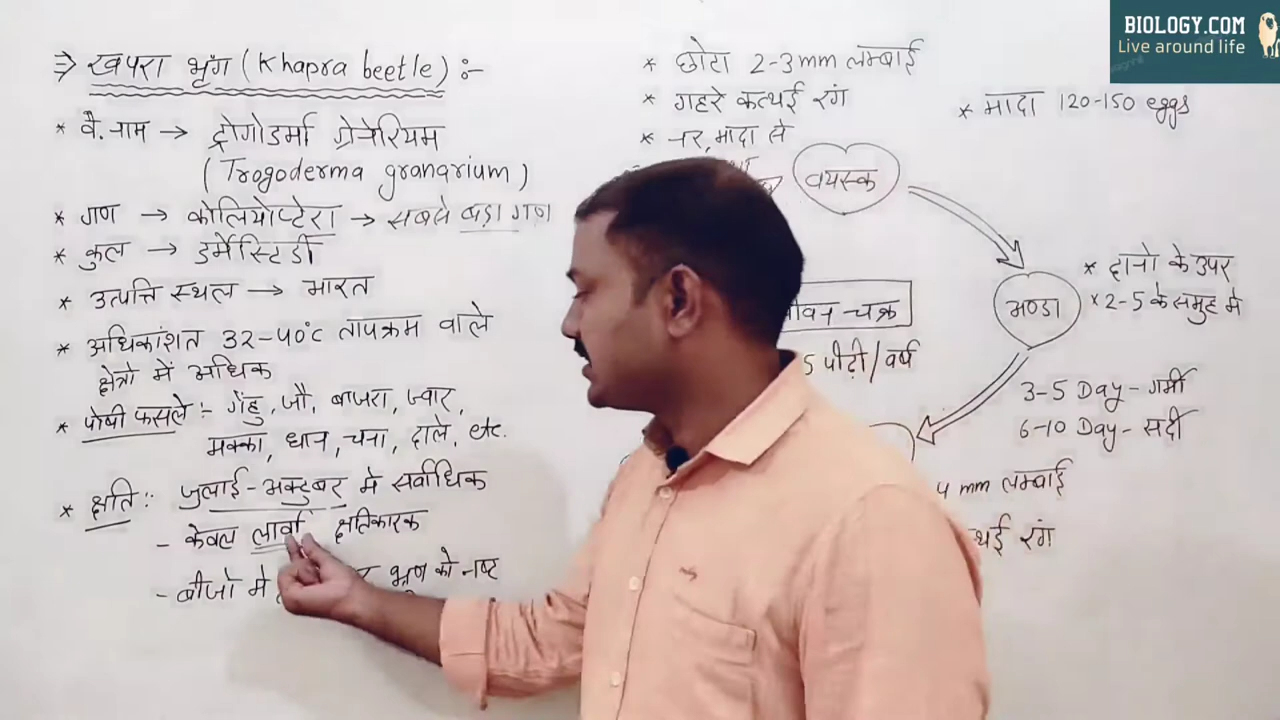 ⇒ खपरा भृंग (Khapra beetle) :-
* वै. नाम → ट्रोगोडर्मा ग्रेनेरियम
(Trogoderma granarium)
* गण → कोलियोप्टेरा → सबसे बड़ा गण
* कुल → डर्मेस्टिडी
* उत्पत्ति स्थल → भारत
* अधिकांशत 32-40°C तापक्रम वाले
क्षेत्रो में अधिक
* पोषी फसले :- गेंहु, जौ, बाजरा, ज्वार,
मक्का, धान, चना, दाले, etc.
* क्षति :- जुलाई-अक्टुबर मे सर्वाधिक
- केवल लार्वा क्षतिकारक
- बीजो मे भ्रुण को नष्ट
* छोटा 2-3mm लम्बाई
* गहरे कत्थई रंग
* नर, मादा से
वयस्क
* मादा 120-150 eggs
अण्डा
* दानो के उपर
* 2-5 के समुह मे
चक्र
5 पीढ़ी/वर्ष
3-5 Day - गर्मी
6-10 Day - सर्दी
4 mm लम्बाई
थई रंग
BIOLOGY.COM
Live around life